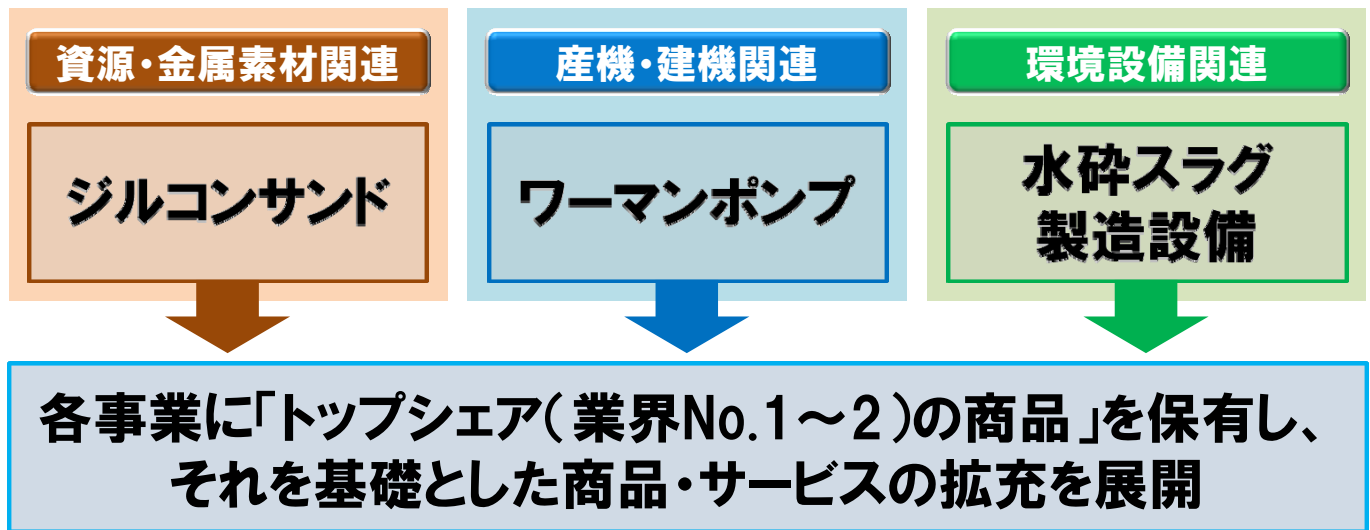 資源・金属素材関連
ジルコンサンド
産機・建機関連
ワーマンポンプ
環境設備関連
水砕スラグ
製造設備
各事業に「トップシェア(業界No.1～2)の商品」を保有し、
それを基礎とした商品・サービスの拡充を展開